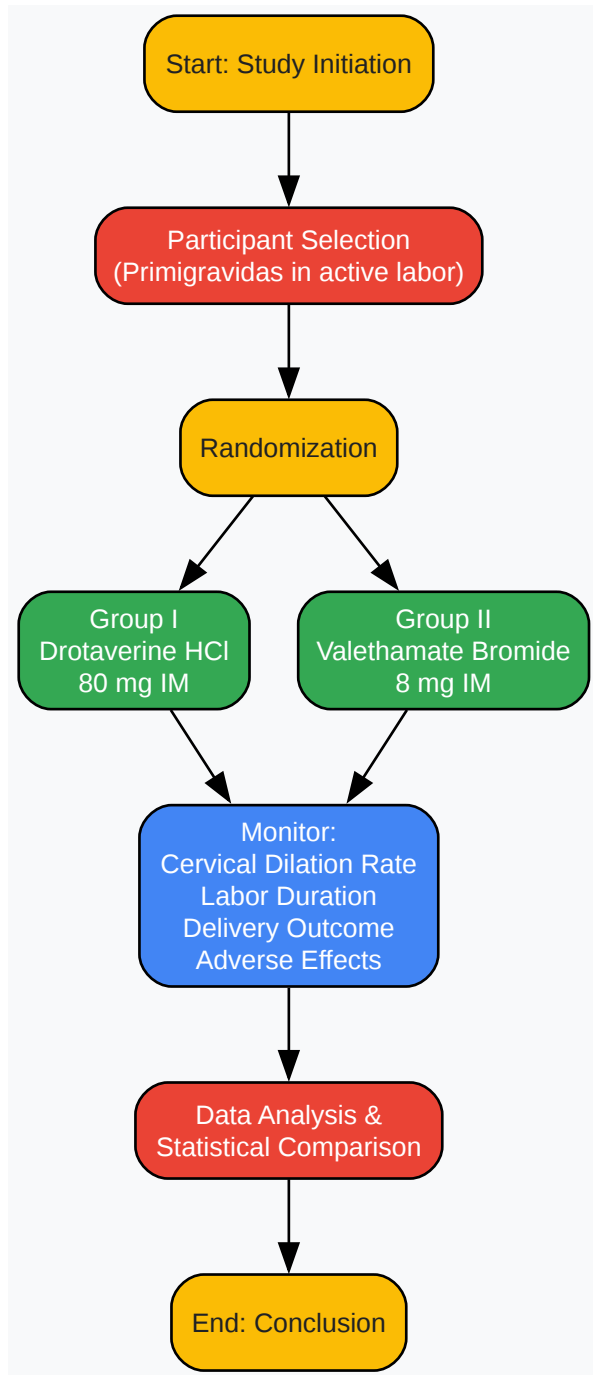 Start: Study Initiation
Participant Selection
(Primigravidas in active labor)
Randomization
Group I
Drotaverine HCl
80 mg IM
Group II
Valethamate Bromide
8 mg IM
Monitor:
Cervical Dilation Rate
Labor Duration
Delivery Outcome
Adverse Effects
Data Analysis &
Statistical Comparison
End: Conclusion